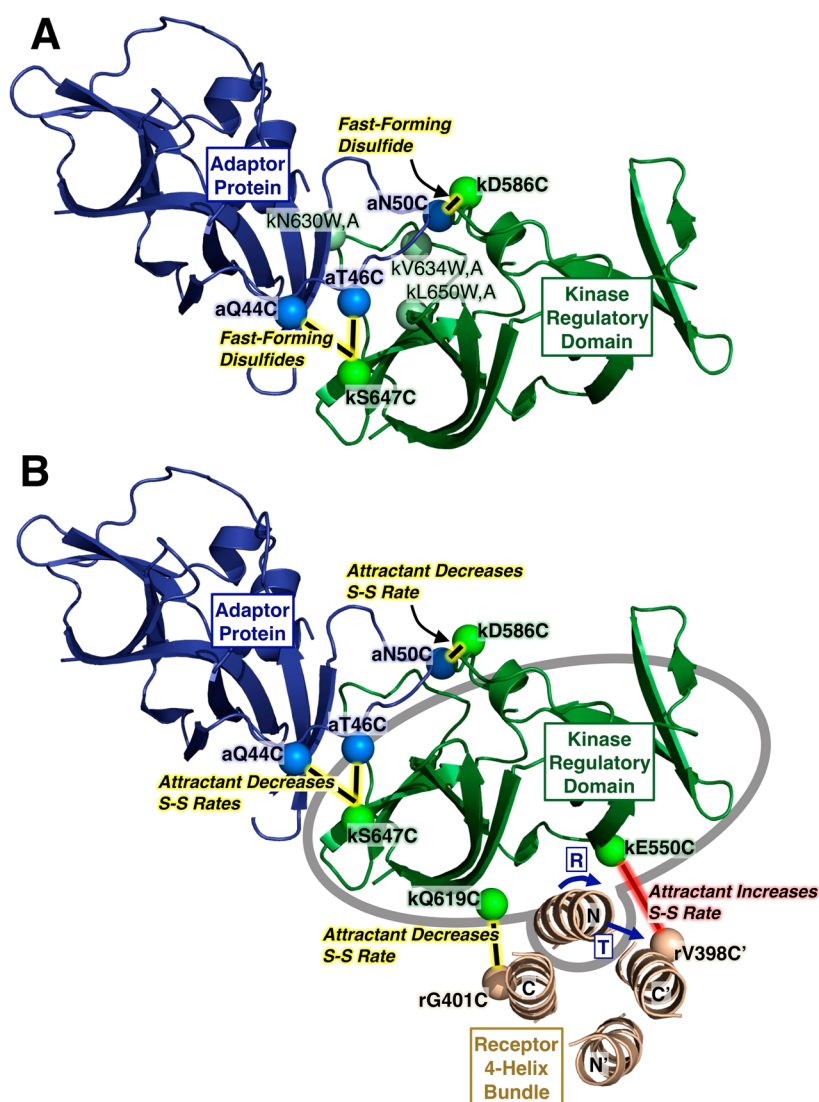 A
Fast-Forming
Disulfide
kD586C
Adaptor
Protein
aN50C
kN630W,A
kV634W,A
aT46C
kL650W,A
aQ44C
Kinase
Regulatory
Domain
Fast-Forming
Disulfides
kS647C
B
Attractant Decreases
S-S Rate
kD586C
Adaptor
Protein
aN50C
aT46C
aQ44C
Kinase
Regulatory
Domain
Attractant Decreases
S-S Rates
kS647C
kE550C
R
kQ619C
Attractant Increases
S-S Rate
N
Attractant Decreases
S-S Rate
T
rV398C'
rG401C
C
C'
Receptor
4-Helix
Bundle
N'